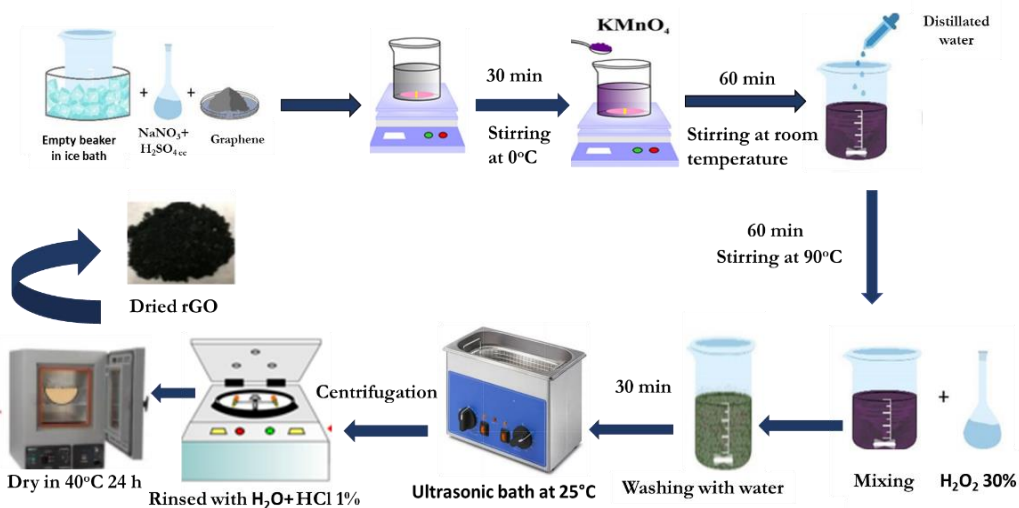 KMnO₄
Distillated
water
30 min
60 min
+
+
Empty beaker
in ice bath
NaNO₃+
H₂SO₄ cc
Graphene
Stirring
at 0°C
Stirring at room
temperature
60 min
Stirring at 90°C
Dried rGO
Centrifugation
30 min
+
Dry in 40°C 24 h
Rinsed with H₂O+ HCl 1%
Ultrasonic bath at 25°C
Washing with water
Mixing
H₂O₂ 30%